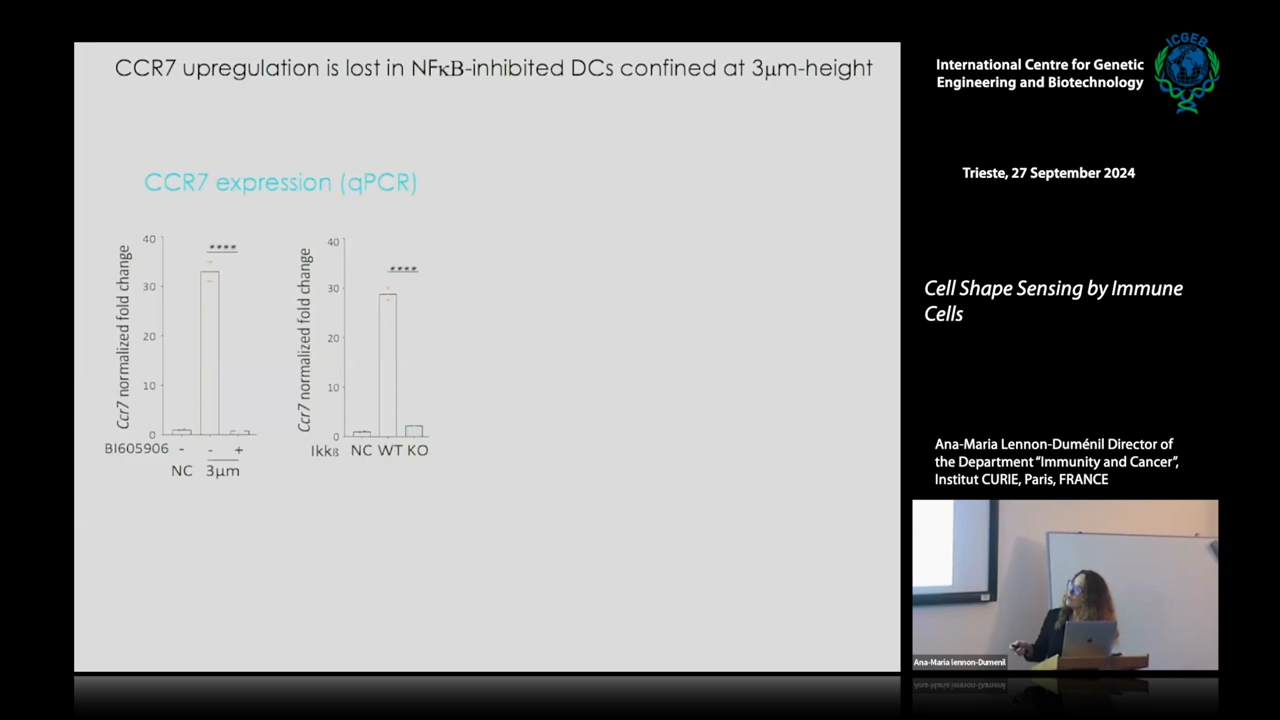 CCR7 upregulation is lost in NFκB-inhibited DCs confined at 3μm-height
CCR7 expression (qPCR)
Ccr7 normalized fold change
40
30
20
10
0
****
BI605906 - - +
NC 3μm
Ccr7 normalized fold change
40
30
20
10
0
****
Ikkß NC WT KO
International Centre for Genetic
Engineering and Biotechnology
ICGEB
Trieste, 27 September 2024
Cell Shape Sensing by Immune
Cells
Ana-Maria Lennon-Duménil Director of
the Department “Immunity and Cancer”,
Institut CURIE, Paris, FRANCE
Ana-Maria lennon-Dumenil